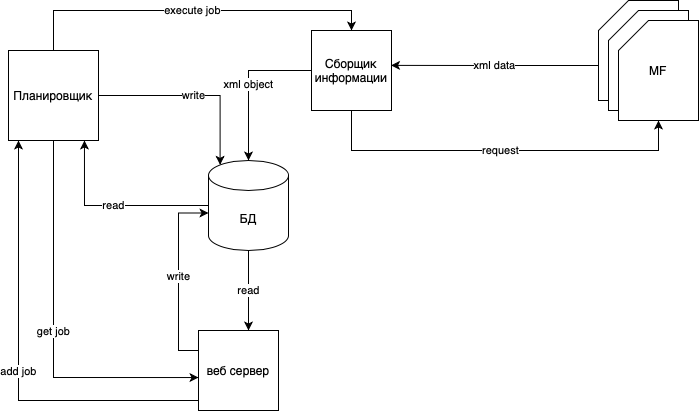 execute job
Сборщик
информации
xml data
MF
xml object
Планировщик
write
request
read
БД
write
read
get job
add job
веб сервер